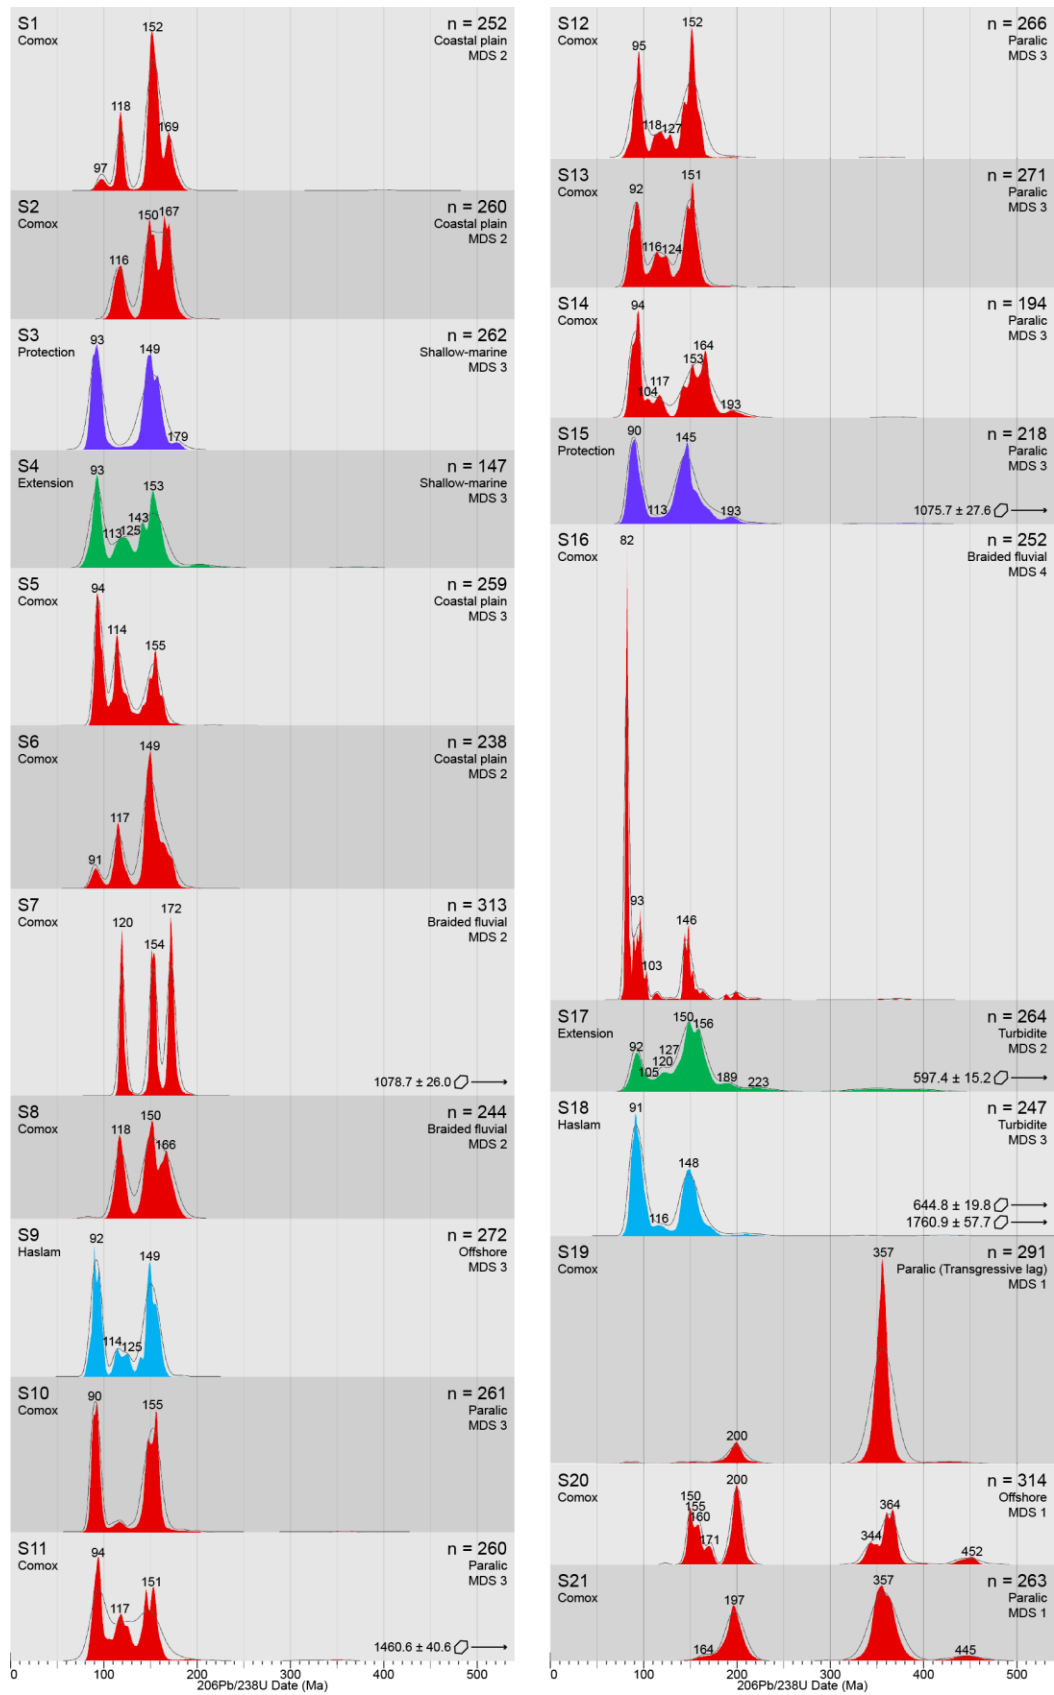 S1
Comox
n = 252
Coastal plain
MDS 2
97
118
152
169
S2
Comox
n = 260
Coastal plain
MDS 2
116
150
167
S3
Protection
n = 262
Shallow-marine
MDS 3
93
149
179
S4
Extension
n = 147
Shallow-marine
MDS 3
93
113
125
143
153
S5
Comox
n = 259
Coastal plain
MDS 3
94
114
155
S6
Comox
n = 238
Coastal plain
MDS 2
91
117
149
S7
Comox
n = 313
Braided fluvial
MDS 2
120
154
172
1078.7 ± 26.0
S8
Comox
n = 244
Braided fluvial
MDS 2
118
150
166
S9
Haslam
n = 272
Offshore
MDS 3
92
114
125
149
S10
Comox
n = 261
Paralic
MDS 3
90
155
S11
Comox
n = 260
Paralic
MDS 3
94
117
151
1460.6 ± 40.6
0 100 200 300 400 500
206Pb/238U Date (Ma)
S12
Comox
n = 266
Paralic
MDS 3
95
118
127
152
S13
Comox
n = 271
Paralic
MDS 3
92
116
124
151
S14
Comox
n = 194
Paralic
MDS 3
94
104
117
153
164
193
S15
Protection
n = 218
Paralic
MDS 3
90
113
145
193
1075.7 ± 27.6
S16
Comox
n = 252
Braided fluvial
MDS 4
82
93
103
146
S17
Extension
n = 264
Turbidite
MDS 2
92
105
120
127
150
156
189
223
597.4 ± 15.2
S18
Haslam
n = 247
Turbidite
MDS 3
91
116
148
644.8 ± 19.8
1760.9 ± 57.7
S19
Comox
n = 291
Paralic (Transgressive lag)
MDS 1
200
357
S20
Comox
n = 314
Offshore
MDS 1
150
155
160
171
200
344
364
452
S21
Comox
n = 263
Paralic
MDS 1
164
197
357
445
0 100 200 300 400 500
206Pb/238U Date (Ma)